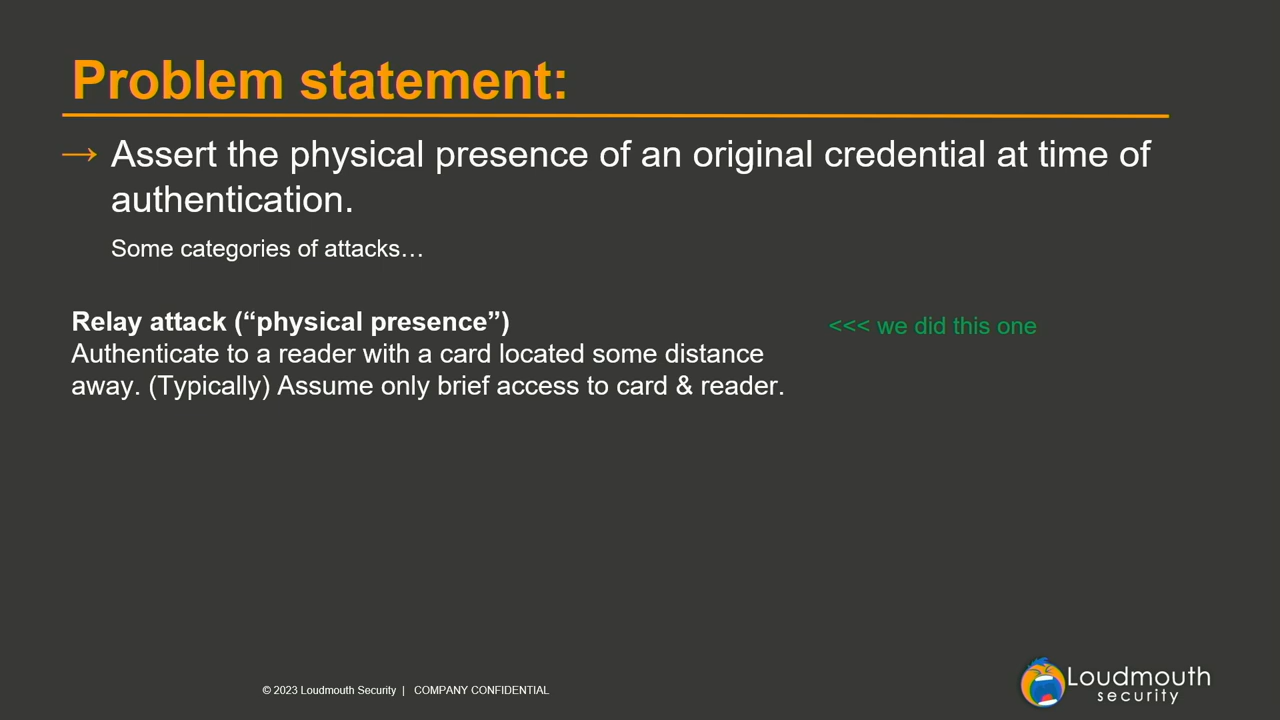 Problem statement:
→ Assert the physical presence of an original credential at time of
authentication.
Some categories of attacks…
Relay attack (“physical presence”)
<<< we did this one
Authenticate to a reader with a card located some distance
away. (Typically) Assume only brief access to card & reader.
© 2023 Loudmouth Security | COMPANY CONFIDENTIAL
Loudmouth
security